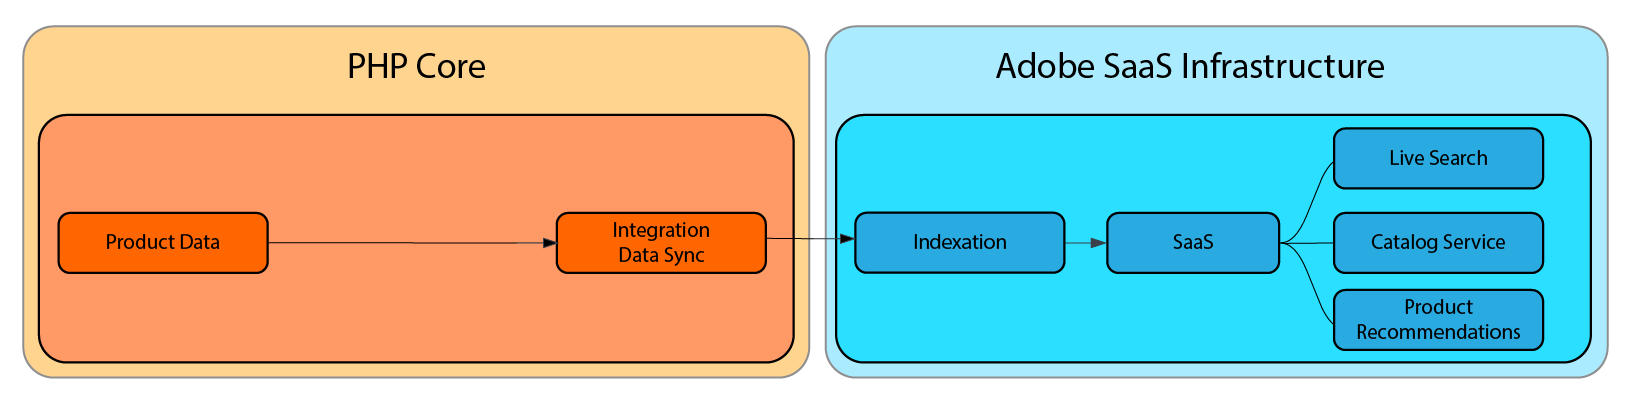 PHP Core
Product Data
Integration
Data Sync
Adobe SaaS Infrastructure
Indexation
SaaS
Live Search
Catalog Service
Product
Recommendations